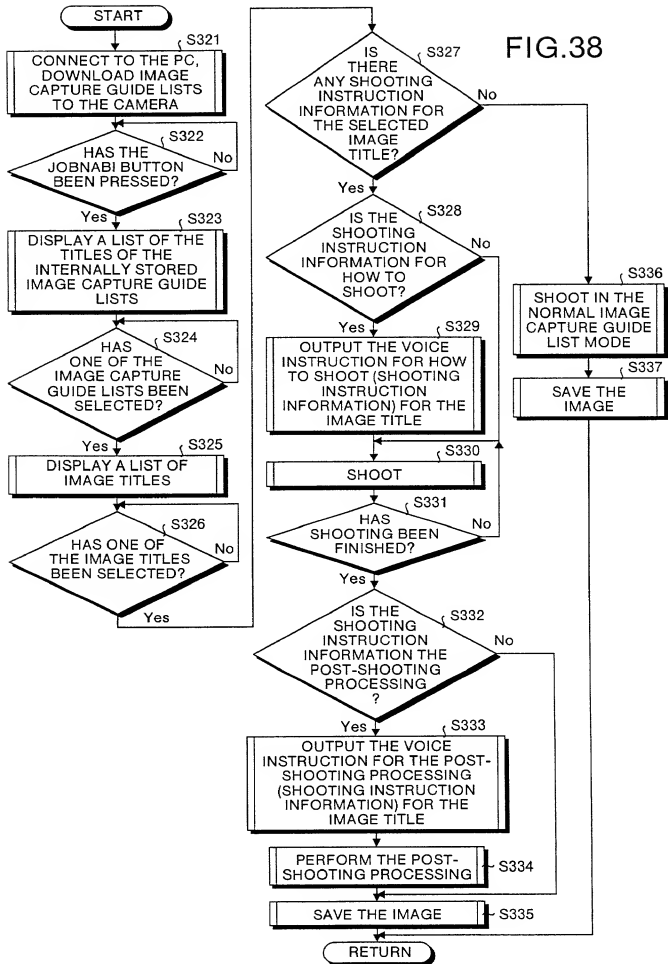 FIG.38
START
S321
CONNECT TO THE PC,
DOWNLOAD IMAGE
CAPTURE GUIDE LISTS
TO THE CAMERA
S322
HAS THE
JOBNABI BUTTON
BEEN PRESSED?
No
Yes
S323
DISPLAY A LIST OF THE
TITLES OF THE
INTERNALLY STORED
IMAGE CAPTURE GUIDE
LISTS
S324
HAS
ONE OF THE
IMAGE CAPTURE
GUIDE LISTS BEEN
SELECTED?
No
Yes
S325
DISPLAY A LIST OF
IMAGE TITLES
S326
HAS ONE OF
THE IMAGE TITLES
BEEN SELECTED?
No
Yes
S327
IS
THERE
ANY SHOOTING
INSTRUCTION
INFORMATION FOR
THE SELECTED
IMAGE
TITLE?
No
Yes
S328
IS THE
SHOOTING
INSTRUCTION
INFORMATION FOR
HOW TO
SHOOT?
No
Yes
S329
OUTPUT THE VOICE
INSTRUCTION FOR HOW
TO SHOOT (SHOOTING
INSTRUCTION
INFORMATION) FOR THE
IMAGE TITLE
S330
SHOOT
S331
HAS
SHOOTING BEEN
FINISHED?
No
Yes
S332
IS THE
SHOOTING
INSTRUCTION
INFORMATION THE
POST-SHOOTING
PROCESSING
?
No
Yes
S333
OUTPUT THE VOICE
INSTRUCTION FOR THE POST-
SHOOTING PROCESSING
(SHOOTING INSTRUCTION
INFORMATION) FOR THE
IMAGE TITLE
PERFORM THE POST-
SHOOTING PROCESSING
S334
SAVE THE IMAGE
S335
RETURN
S336
SHOOT IN THE
NORMAL IMAGE
CAPTURE GUIDE
LIST MODE
S337
SAVE THE
IMAGE